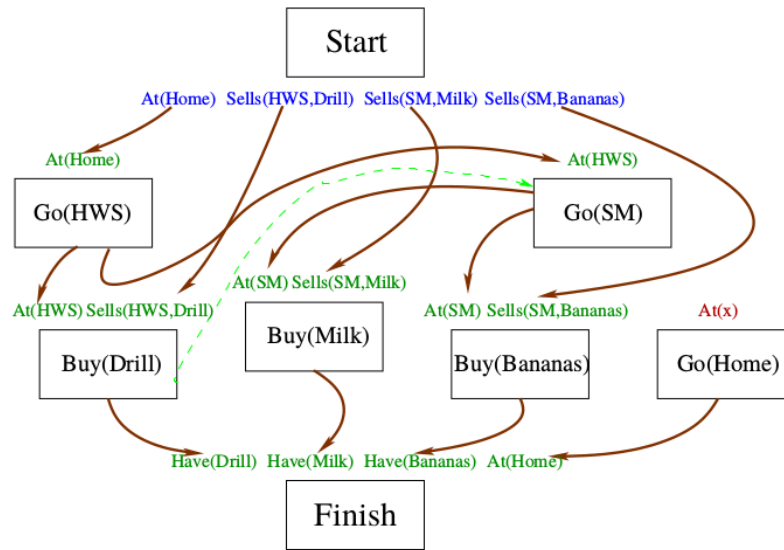 Start
At(Home) Sells(HWS,Drill) Sells(SM,Milk) Sells(SM,Bananas)
At(Home) At(HWS)
Go(HWS) Go(SM)
At(SM) Sells(SM,Milk)
At(HWS) Sells(HWS,Drill) At(SM) Sells(SM,Bananas) At(x)
Buy(Drill) Buy(Milk) Buy(Bananas) Go(Home)
Have(Drill) Have(Milk) Have(Bananas) At(Home)
Finish